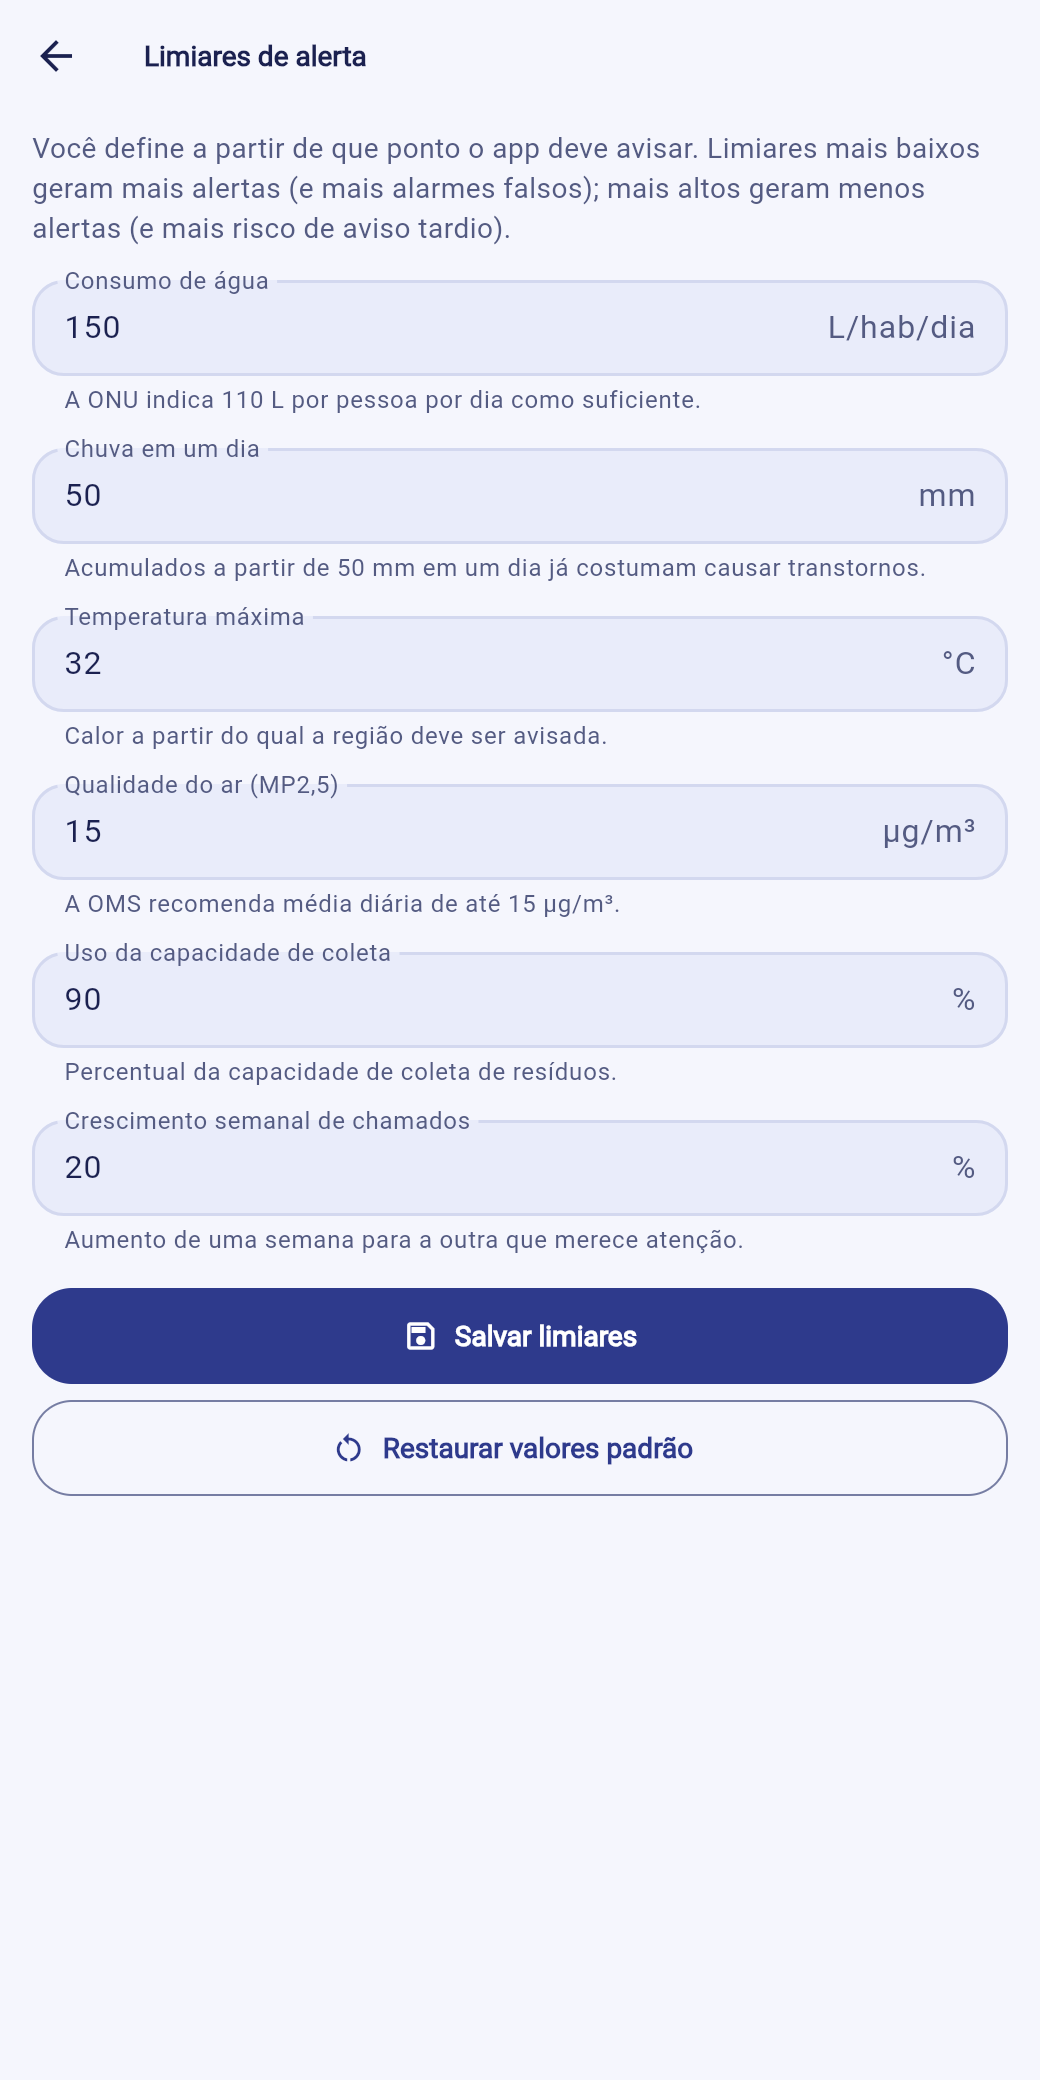 Limiares de alerta
Você define a partir de que ponto o app deve avisar. Limiares mais baixos
geram mais alertas (e mais alarmes falsos); mais altos geram menos
alertas (e mais risco de aviso tardio).
Consumo de água
150 L/hab/dia
A ONU indica 110 L por pessoa por dia como suficiente.
Chuva em um dia
50 mm
Acumulados a partir de 50 mm em um dia já costumam causar transtornos.
Temperatura máxima
32 °C
Calor a partir do qual a região deve ser avisada.
Qualidade do ar (MP2,5)
15 µg/m³
A OMS recomenda média diária de até 15 µg/m³.
Uso da capacidade de coleta
90 %
Percentual da capacidade de coleta de resíduos.
Crescimento semanal de chamados
20 %
Aumento de uma semana para a outra que merece atenção.
Salvar limiares
Restaurar valores padrão